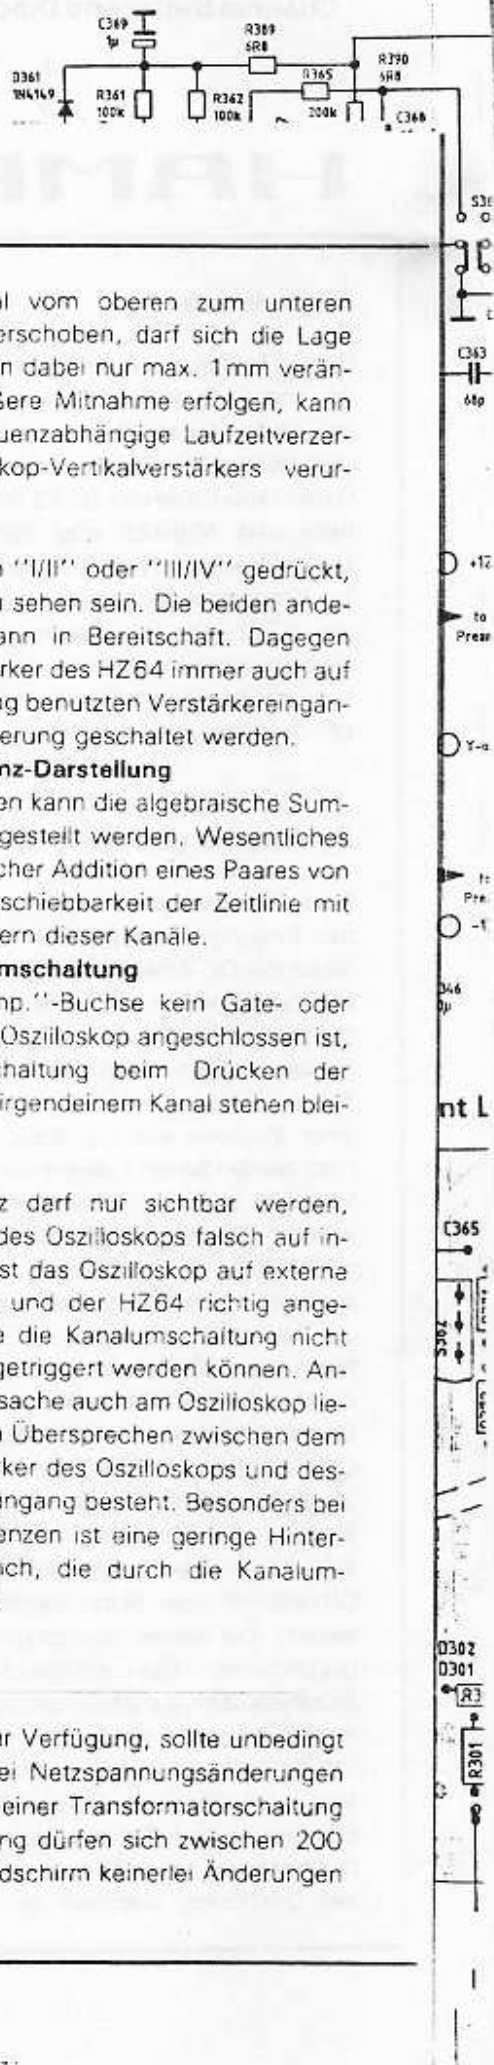 C369
1µ
R389
6R8
R390
6R8
D361
1N4149
R361
100k
R362
100k
R365
200k
C368
vom oberen zum unteren
erschoben, darf sich die Lage
n dabei nur max. 1mm verän-
ßere Mitnahme erfolgen, kann
uenzabhängige Laufzeitverzer-
kop-Vertikalverstärkers verur-
''I/II'' oder ''III/IV'' gedrückt,
sehen sein. Die beiden ande-
ann in Bereitschaft. Dagegen
rker des HZ64 immer auch auf
ng benutzten Verstärkereingän-
erung geschaltet werden.
nz-Darstellung
en kann die algebraische Sum-
gestellt werden. Wesentliches
cher Addition eines Paares von
schiebbarkeit der Zeitlinie mit
ern dieser Kanäle.
mschaltung
mp.''-Buchse kein Gate- oder
Oszilloskop angeschlossen ist,
haltung beim Drücken der
irgendeinem Kanal stehen blei-
z darf nur sichtbar werden,
des Oszilloskops falsch auf in-
st das Oszilloskop auf externe
und der HZ64 richtig ange-
e die Kanalumschaltung nicht
getriggert werden können. An-
sache auch am Oszilloskop lie-
n Übersprechen zwischen dem
ker des Oszilloskops und des-
ingang besteht. Besonders bei
enzen ist eine geringe Hinter-
ich, die durch die Kanalum-
ur Verfügung, sollte unbedingt
ei Netzspannungsänderungen
einer Transformatorschaltung
ng dürfen sich zwischen 200
dschirm keinerlei Änderungen
C363
68p
+12
to
Pream
Y-a
nt L
C365
S362
D302
D301
R3
R301